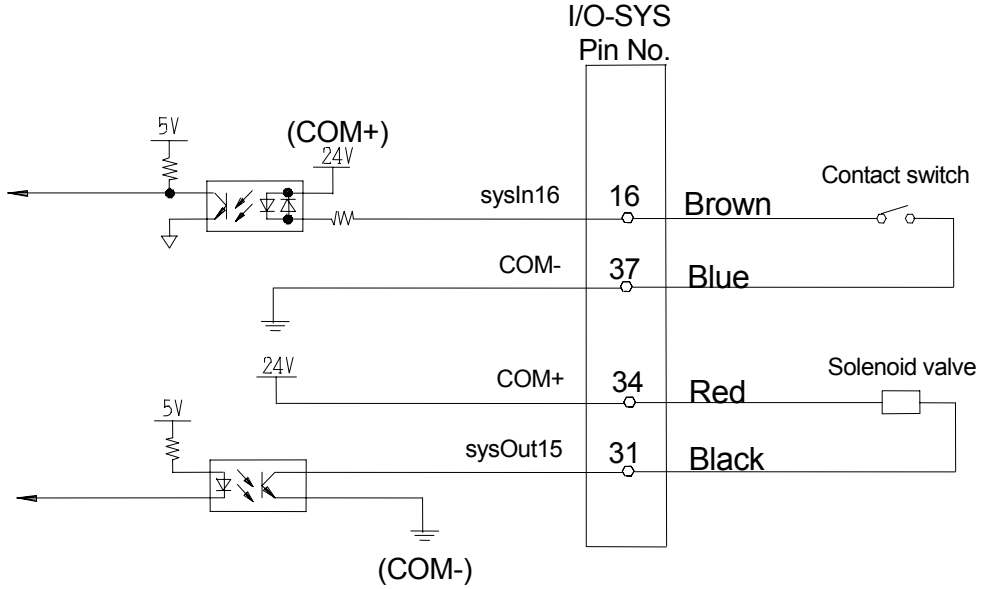 I/O-SYS
Pin No.
5V
(COM+)
24V
sysIn16
16
Brown
Contact switch
COM-
37
Blue
24V
COM+
34
Red
Solenoid valve
5V
sysOut15
31
Black
(COM-)